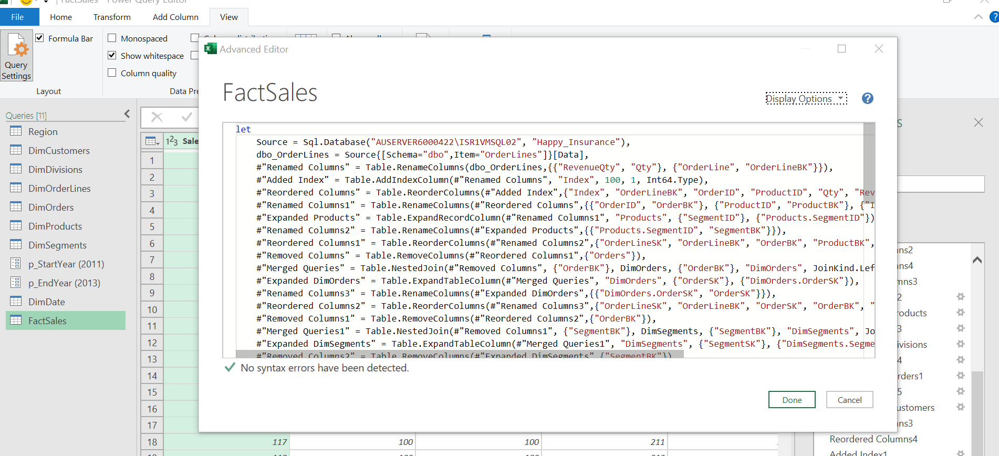 FactSales - Power Query Editor
File Home Transform Add Column View
Formula Bar Monospaced
Show whitespace
Query Settings Column quality
Layout Data Pre
Advanced Editor
FactSales
Display Options
Queries [11]
Region
DimCustomers
DimDivisions
DimOrderLines
DimOrders
DimProducts
DimSegments
p_StartYear (2011)
p_EndYear (2013)
DimDate
FactSales
1²3 Sale
1
2
3
4
5
6
7
8
9
10
11
12
13
14
15
16
17
18 117 100 100 211
let
Source = Sql.Database("AUSERVER6000422\ISR1VMSQL02", "Happy_Insurance"),
dbo_OrderLines = Source{[Schema="dbo",Item="OrderLines"]}[Data],
#"Renamed Columns" = Table.RenameColumns(dbo_OrderLines,{{"RevenueQty", "Qty"}, {"OrderLine", "OrderLineBK"}}),
#"Added Index" = Table.AddIndexColumn(#"Renamed Columns", "Index", 100, 1, Int64.Type),
#"Reordered Columns" = Table.ReorderColumns(#"Added Index",{"Index", "OrderLineBK", "OrderID", "ProductID", "Qty", "Rev
#"Renamed Columns1" = Table.RenameColumns(#"Reordered Columns",{{"OrderID", "OrderBK"}, {"ProductID", "ProductBK"}, {"I
#"Expanded Products" = Table.ExpandRecordColumn(#"Renamed Columns1", "Products", {"SegmentID"}, {"Products.SegmentID"})
#"Renamed Columns2" = Table.RenameColumns(#"Expanded Products",{{"Products.SegmentID", "SegmentBK"}}),
#"Reordered Columns1" = Table.ReorderColumns(#"Renamed Columns2",{"OrderLineSK", "OrderLineBK", "OrderBK", "ProductBK",
#"Removed Columns" = Table.RemoveColumns(#"Reordered Columns1",{"Orders"}),
#"Merged Queries" = Table.NestedJoin(#"Removed Columns", {"OrderBK"}, DimOrders, {"OrderBK"}, "DimOrders", JoinKind.Lef
#"Expanded DimOrders" = Table.ExpandTableColumn(#"Merged Queries", "DimOrders", {"OrderSK"}, {"DimOrders.OrderSK"}),
#"Renamed Columns3" = Table.RenameColumns(#"Expanded DimOrders",{{"DimOrders.OrderSK", "OrderSK"}}),
#"Reordered Columns2" = Table.ReorderColumns(#"Renamed Columns3",{"OrderLineSK", "OrderLineBK", "OrderSK", "OrderBK", "
#"Removed Columns1" = Table.RemoveColumns(#"Reordered Columns2",{"OrderBK"}),
#"Merged Queries1" = Table.NestedJoin(#"Removed Columns1", {"SegmentBK"}, DimSegments, {"SegmentBK"}, "DimSegments", Jo
#"Expanded DimSegments" = Table.ExpandTableColumn(#"Merged Queries1", "DimSegments", {"SegmentSK"}, {"DimSegments.Segme
#"Removed Columns2" = Table.RemoveColumns(#"Expanded DimSegments",{"SegmentBK"})
No syntax errors have been detected.
Done Cancel
s
ns2
ns4
mns3
2
roducts
3
ivisions
4
rders1
5
ustomers
ns3
Reordered Columns4
Added Index1